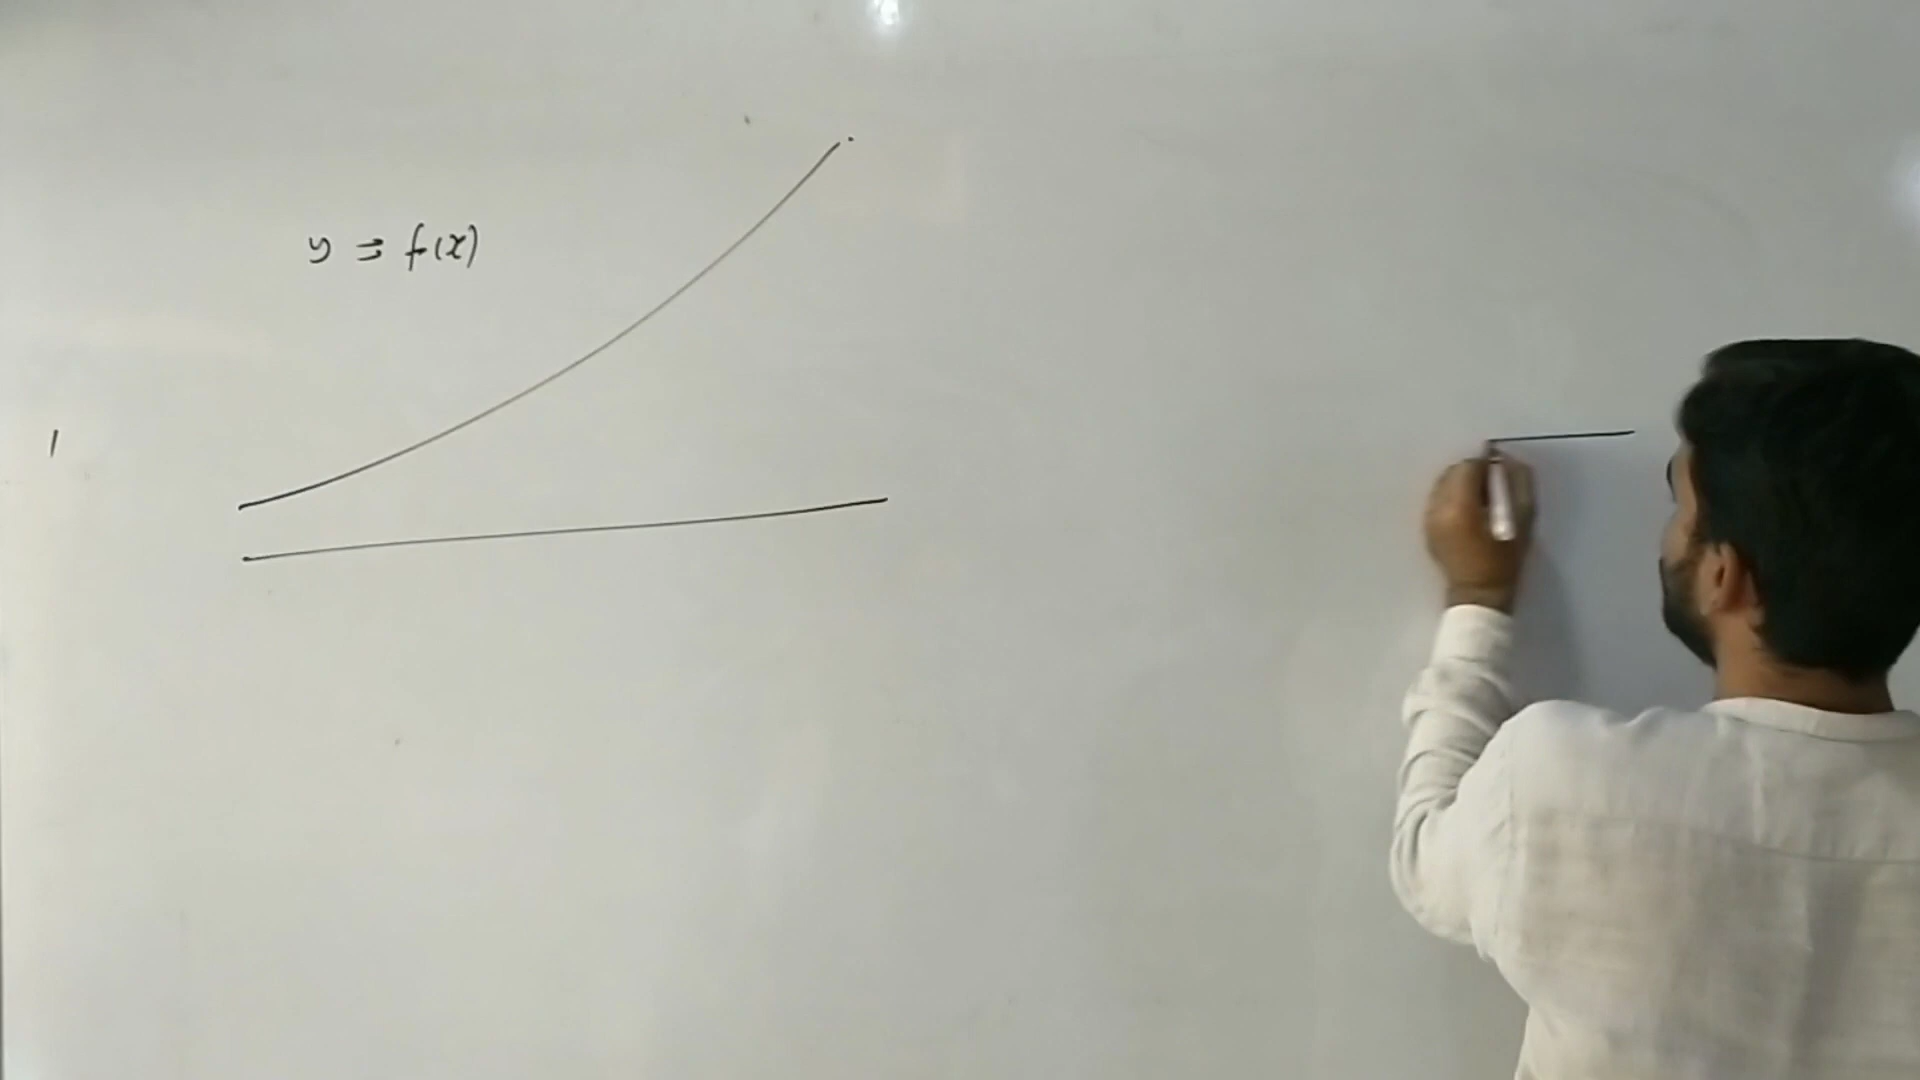 y = f(x)